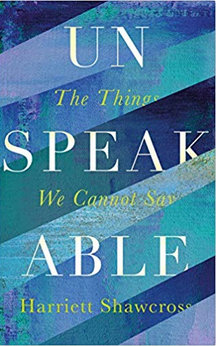 UN
The Things
SPEAK
We Cannot Say
ABLE
Harriett Shawcross